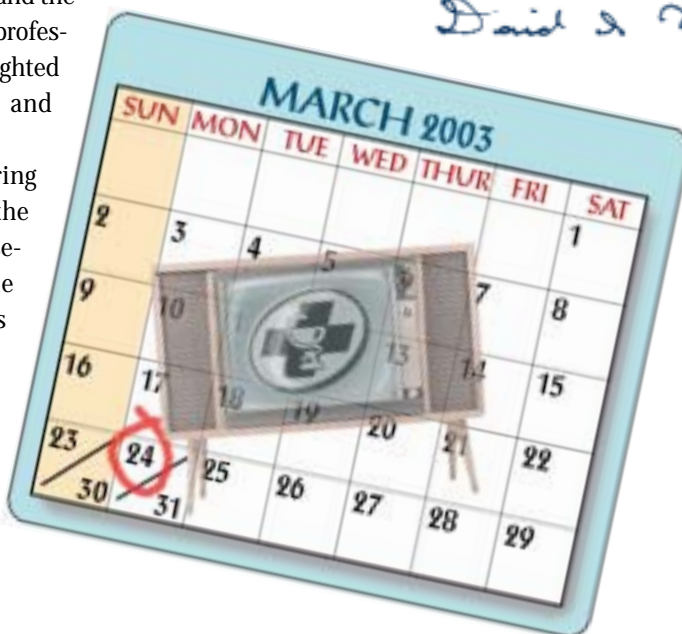 and the
profes-
ghted
and
ring
the
e-
e
s
MARCH 2003
SUN MON TUE WED THUR FRI SAT
1
2 3 4 5 7 8
9 10 13 14 15
16 17 18 19 20 21 22
23 24 25 26 27 28 29
30 31